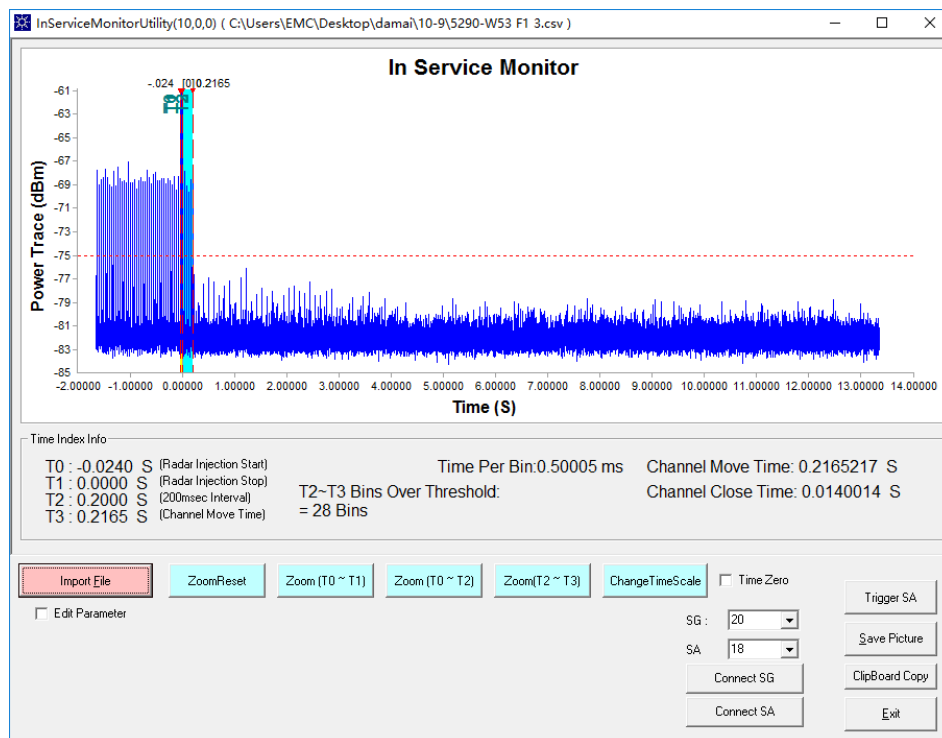 InServiceMonitorUtility(10,0,0) ( C:\Users\EMC\Desktop\damai\10-9\5290-W53 F1 3.csv )
In Service Monitor
-.024 [0] 0.2165
T0
T2
-61
-63
-65
-67
-69
-71
-73
-75
-77
-79
-81
-83
-85
Power Trace (dBm)
-2.00000 -1.00000 0.00000 1.00000 2.00000 3.00000 4.00000 5.00000 6.00000 7.00000 8.00000 9.00000 10.00000 11.00000 12.00000 13.00000 14.00000
Time (S)
Time Index Info
T0 : -0.0240 S (Radar Injection Start)
T1 : 0.0000 S (Radar Injection Stop)
T2 : 0.2000 S (200msec Interval)
T3 : 0.2165 S (Channel Move Time)
Time Per Bin:0.50005 ms
T2~T3 Bins Over Threshold:
= 28 Bins
Channel Move Time: 0.2165217 S
Channel Close Time: 0.0140014 S
Import File
ZoomReset
Zoom (T0 ~ T1)
Zoom (T0 ~ T2)
Zoom(T2 ~ T3)
ChangeTimeScale
Time Zero
Trigger SA
Edit Parameter
SG : 20
SA 18
Save Picture
Connect SG
ClipBoard Copy
Connect SA
Exit